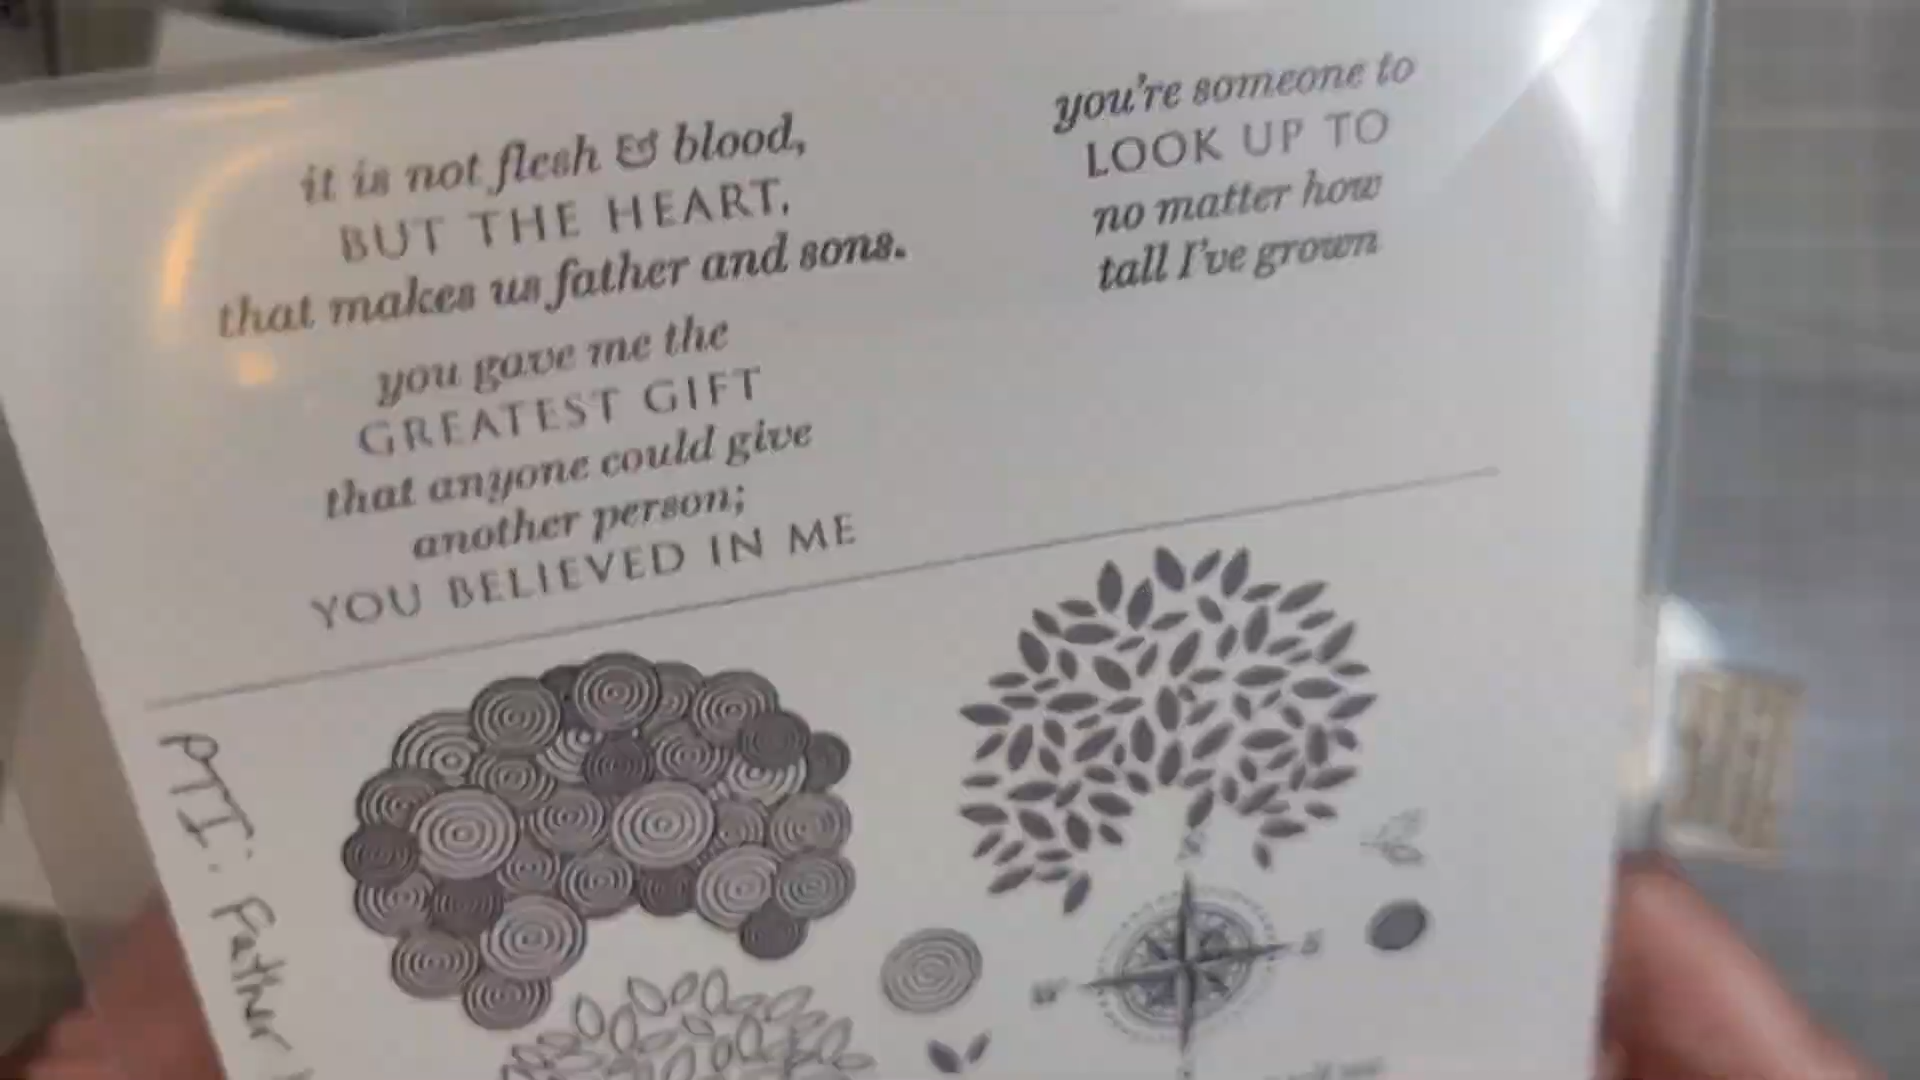 it is not flesh & blood,
BUT THE HEART,
that makes us father and sons.
you gave me the
GREATEST GIFT
that anyone could give
another person;
YOU BELIEVED IN ME
you're someone to
LOOK UP TO
no matter how
tall I've grown
PTI: Father
W